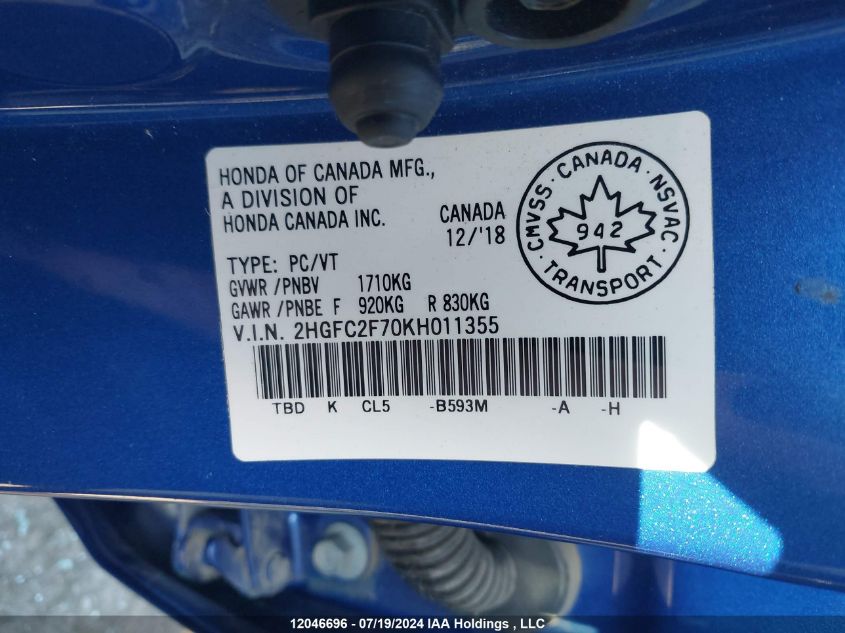 HONDA OF CANADA MFG.,
A DIVISION OF
HONDA CANADA INC.
CANADA
12/'18
TYPE: PC/VT
GVWR /PNBV 1710KG
GAWR /PNBE F 920KG R 830KG
V.I.N. 2HGFC2F70KH011355
TBD K CL5 -B593M -A -H
CMVSS · CANADA · NSVAC · TRANSPORT ·
942
12046696 - 07/19/2024 IAA Holdings , LLC